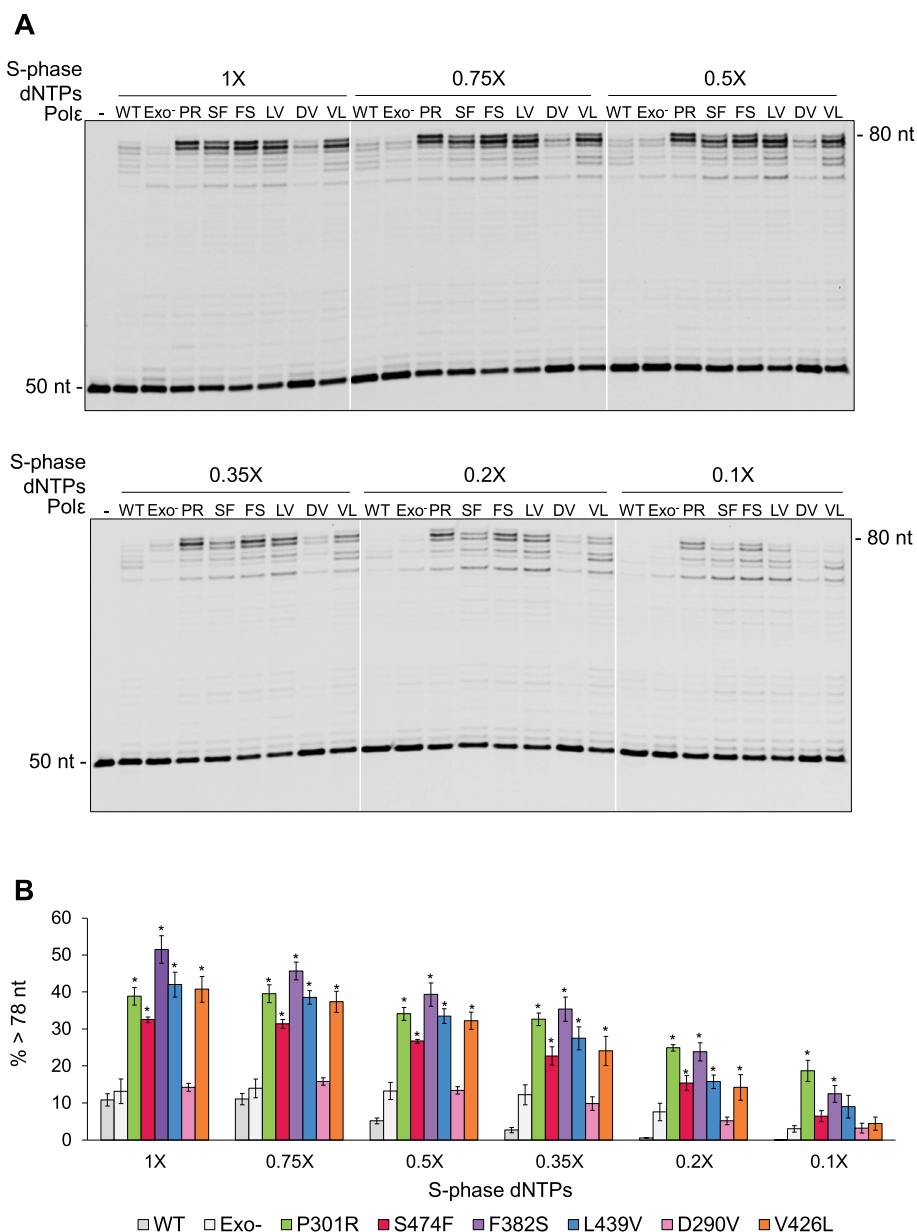 A
S-phase dNTPs
1X 0.75X 0.5X
Polε - WT Exo- PR SF FS LV DV VL WT Exo- PR SF FS LV DV VL WT Exo- PR SF FS LV DV VL
- 80 nt
50 nt -
S-phase dNTPs
0.35X 0.2X 0.1X
Polε - WT Exo- PR SF FS LV DV VL WT Exo- PR SF FS LV DV VL WT Exo- PR SF FS LV DV VL
- 80 nt
50 nt -
B
% > 78 nt
60
50
40
30
20
10
0
* * * * * * * * * * * * * * * * * * * * * * * * * * *
1X 0.75X 0.5X 0.35X 0.2X 0.1X
S-phase dNTPs
WT Exo- P301R S474F F382S L439V D290V V426L